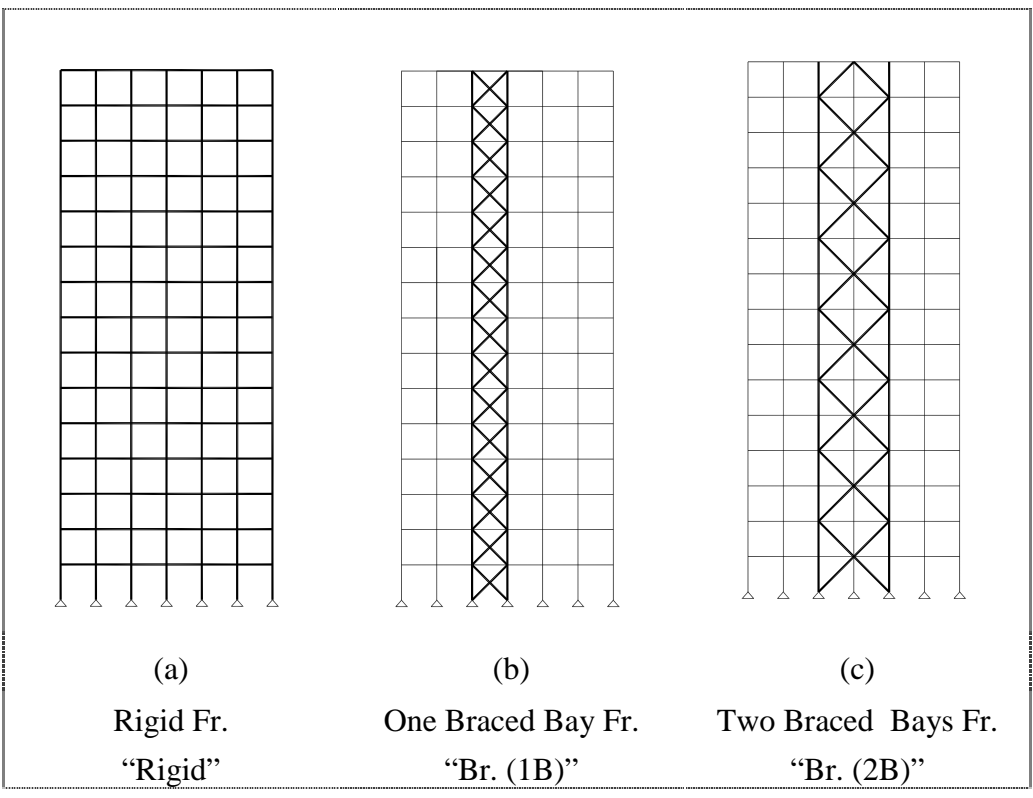 (a) (b) (c)
Rigid Fr. One Braced Bay Fr. Two Braced Bays Fr.
“Rigid” “Br. (1B)” “Br. (2B)”